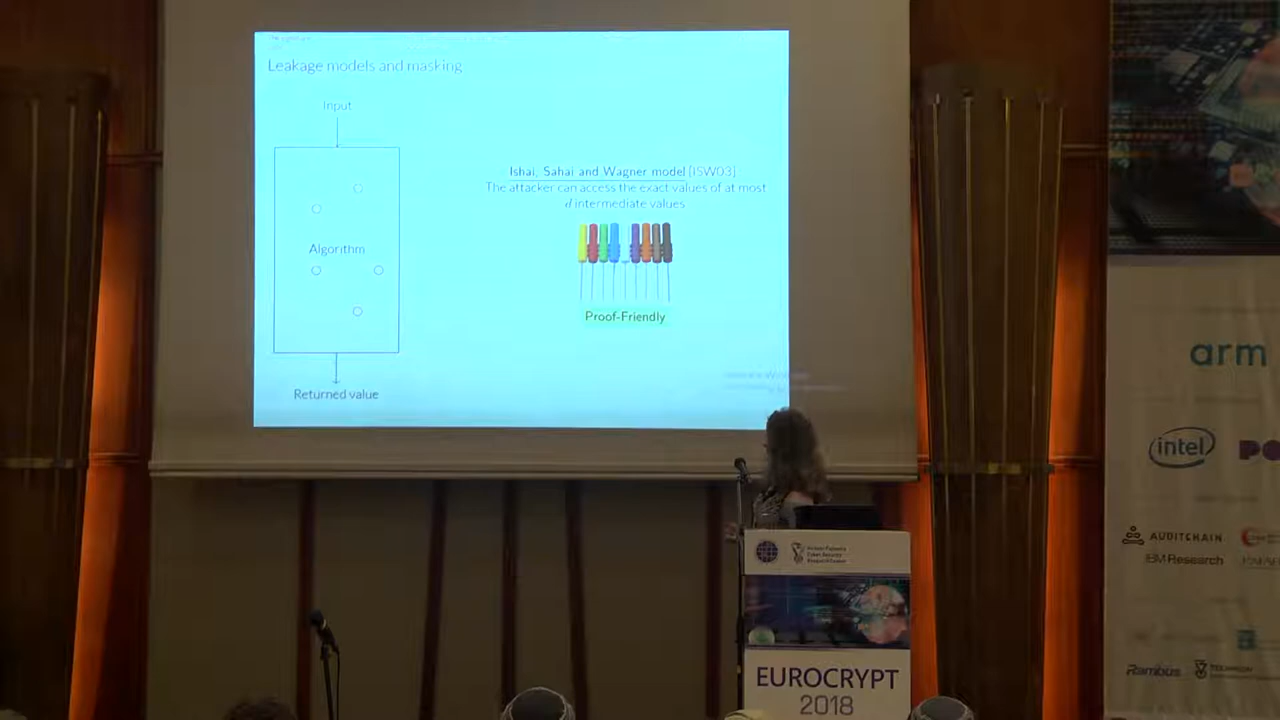 Leakage models and masking
Input
Algorithm
Returned value
Ishai, Sahai and Wagner model [ISW03] :
The attacker can access the exact values of at most
d intermediate values
Proof-Friendly
EUROCRYPT
2018
arm
intel
AUDITCHAIN
IBM Research
Rambus